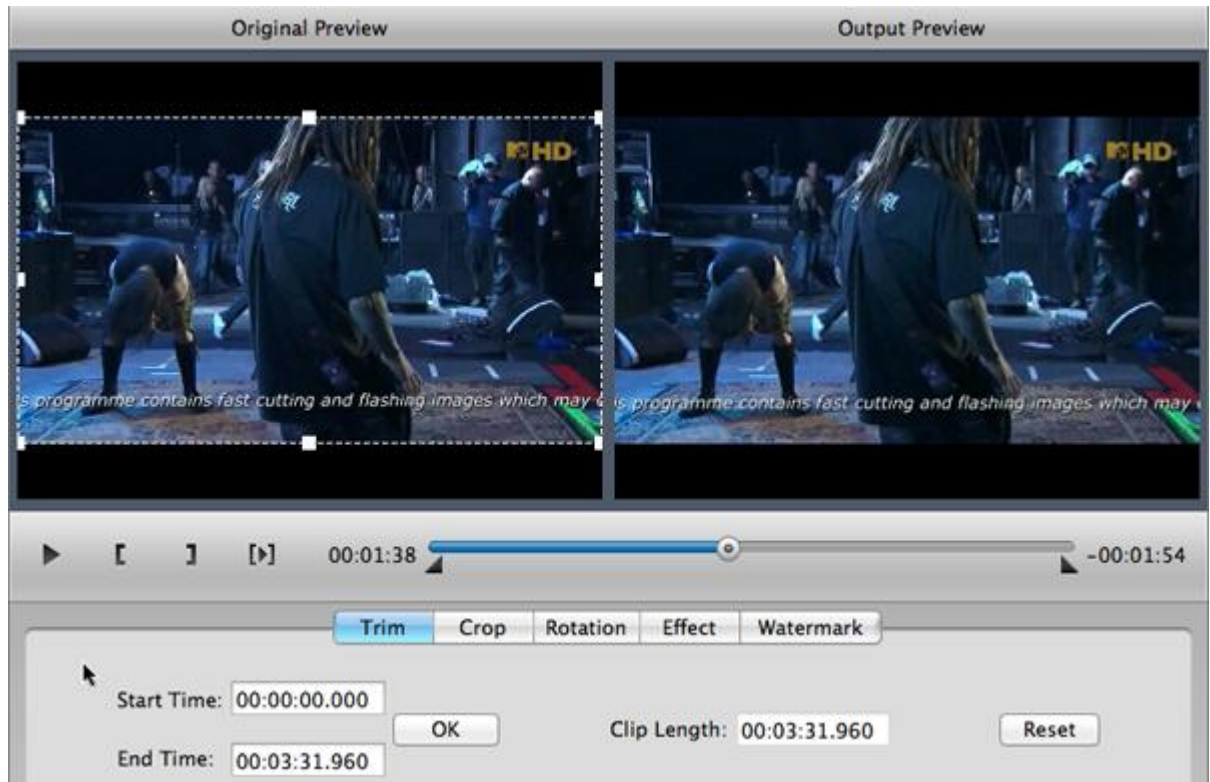 Original Preview
Output Preview
HD
HD
s programme contains fast cutting and flashing images which may
is programme contains fast cutting and flashing images which may
[ ] [▸] 00:01:38
-00:01:54
Trim Crop Rotation Effect Watermark
Start Time: 00:00:00.000
OK
Clip Length: 00:03:31.960
Reset
End Time: 00:03:31.960